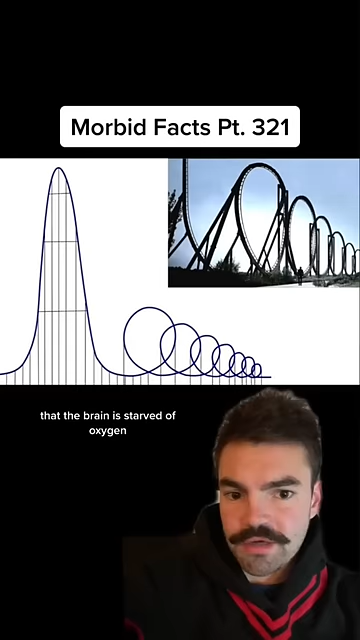 Morbid Facts Pt. 321
that the brain is starved of
oxygen